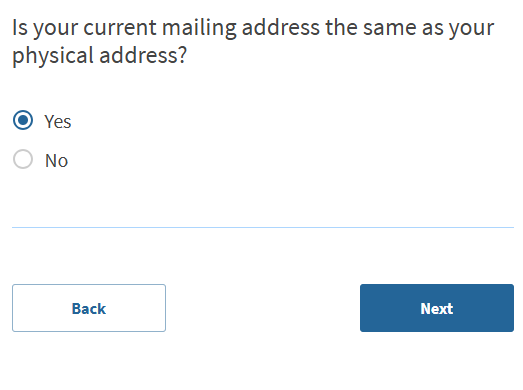 Is your current mailing address the same as your
physical address?
Yes
No
Back
Next